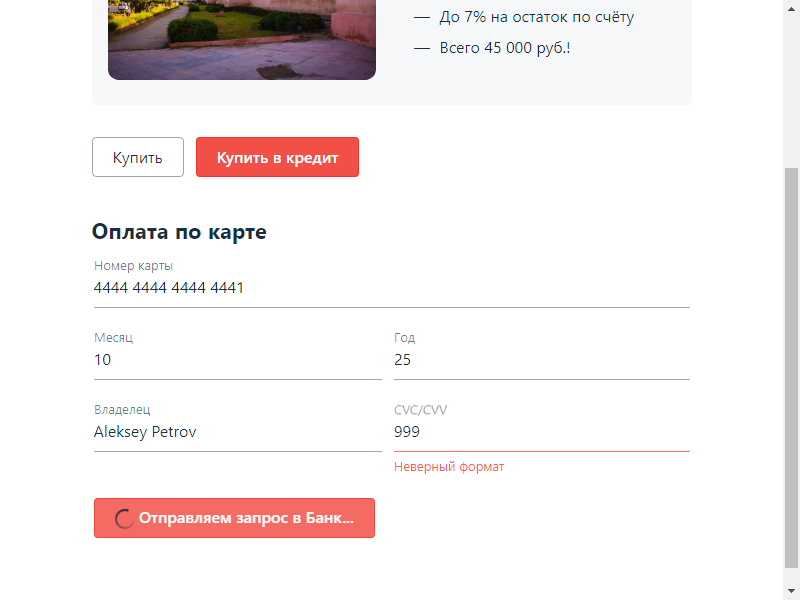 — До 7% на остаток по счёту
— Всего 45 000 руб.!
Купить
Купить в кредит
Оплата по карте
Номер карты
4444 4444 4444 4441
Месяц
10
Год
25
Владелец
Aleksey Petrov
CVC/CVV
999
Неверный формат
Отправляем запрос в Банк...